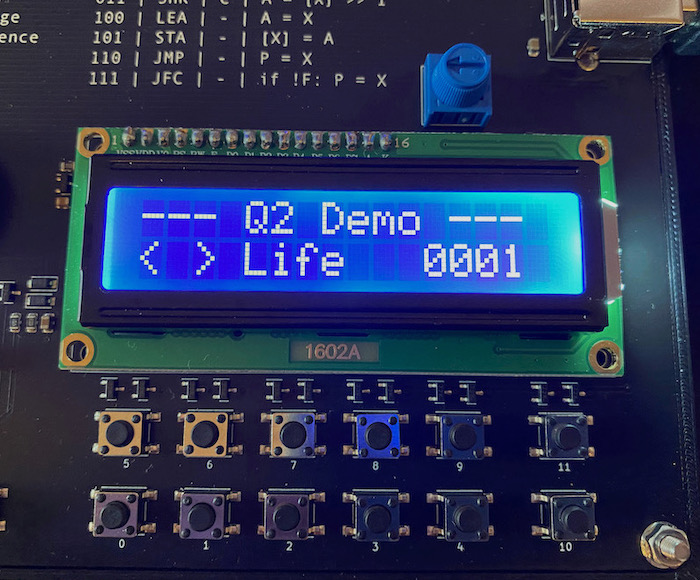 011 | SHR | C | A = [X] >> 1
ge 100 | LEA | - | A = X
ence 101 | STA | - | [X] = A
110 | JMP | - | P = X
111 | JFC | - | if !F: P = X
1 16
--- Q2 Demo ---
< > Life 0001
1602A
5 6 7 8 9 11
0 1 2 3 4 10